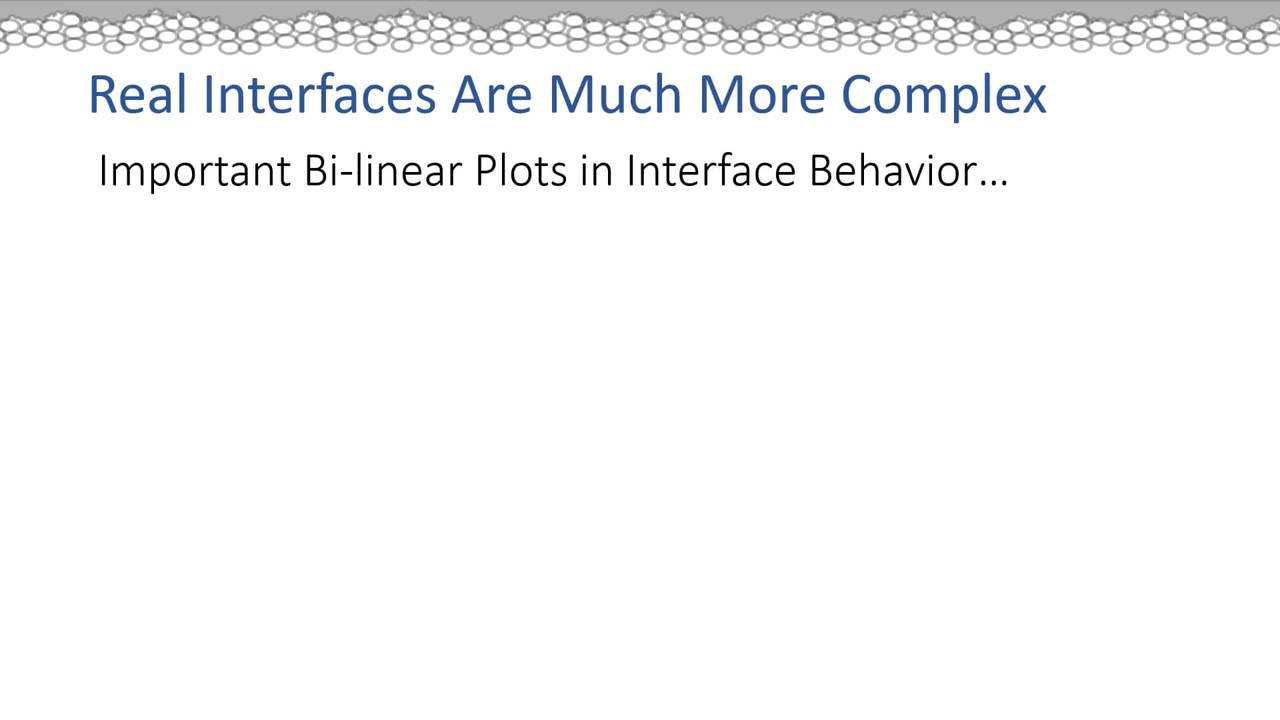 Real Interfaces Are Much More Complex
Important Bi-linear Plots in Interface Behavior…